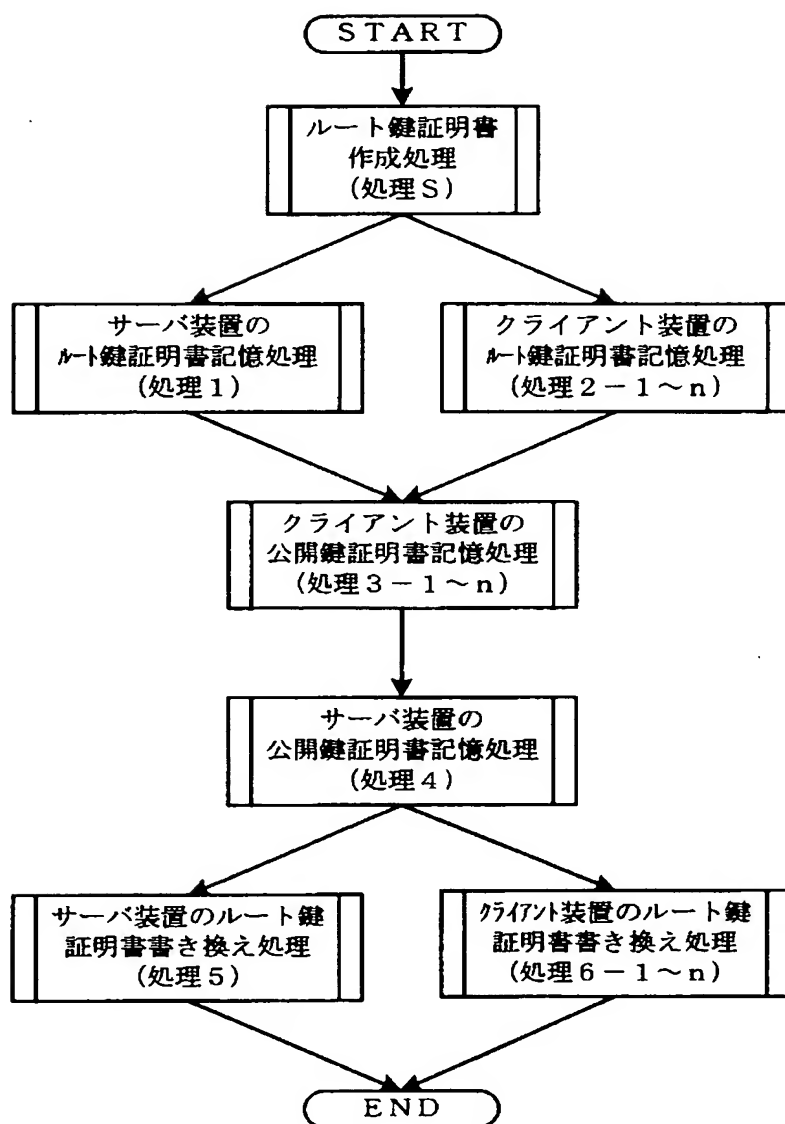 START
ルート鍵証明書
作成処理
(処理S)
サーバ装置の
ルート鍵証明書記憶処理
(処理1)
クライアント装置の
ルート鍵証明書記憶処理
(処理2-1～n)
クライアント装置の
公開鍵証明書記憶処理
(処理3-1～n)
サーバ装置の
公開鍵証明書記憶処理
(処理4)
サーバ装置のルート鍵
証明書書き換え処理
(処理5)
クライアント装置のルート鍵
証明書書き換え処理
(処理6-1～n)
END